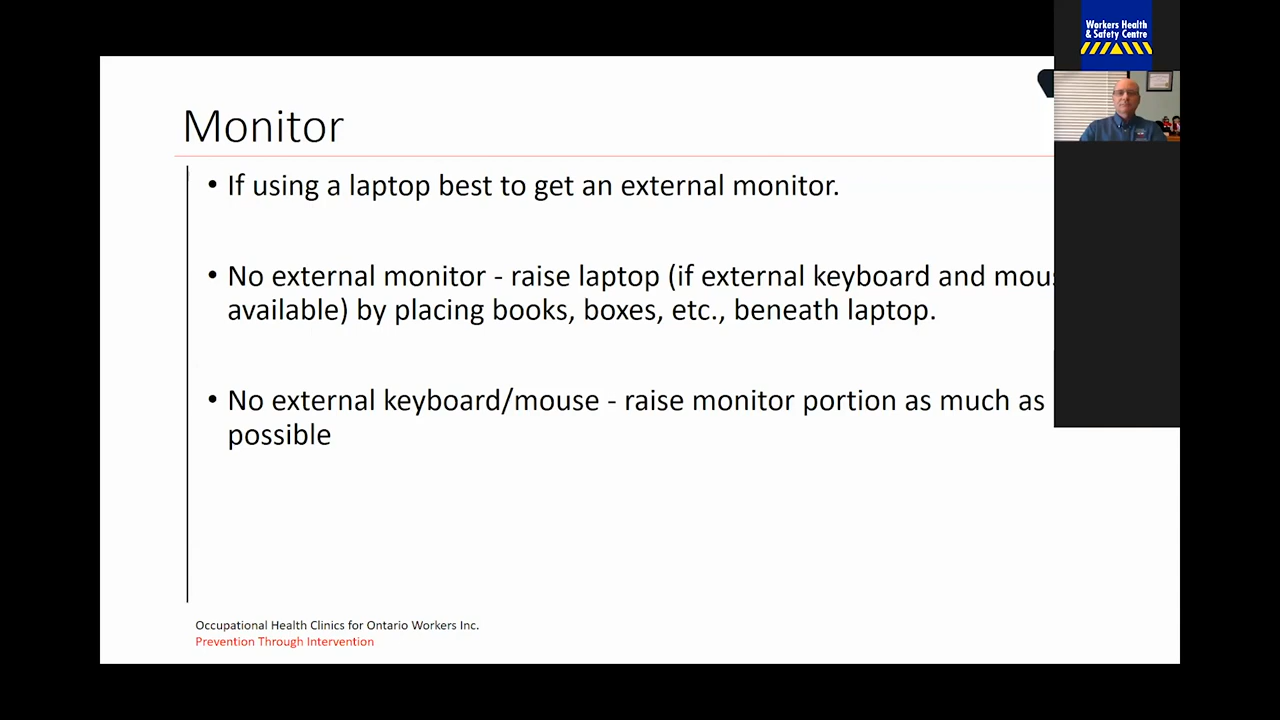 Workers Health
& Safety Centre
Monitor
• If using a laptop best to get an external monitor.
• No external monitor - raise laptop (if external keyboard and
available) by placing books, boxes, etc., beneath laptop.
• No external keyboard/mouse - raise monitor portion as much as
possible
Occupational Health Clinics for Ontario Workers Inc.
Prevention Through Intervention